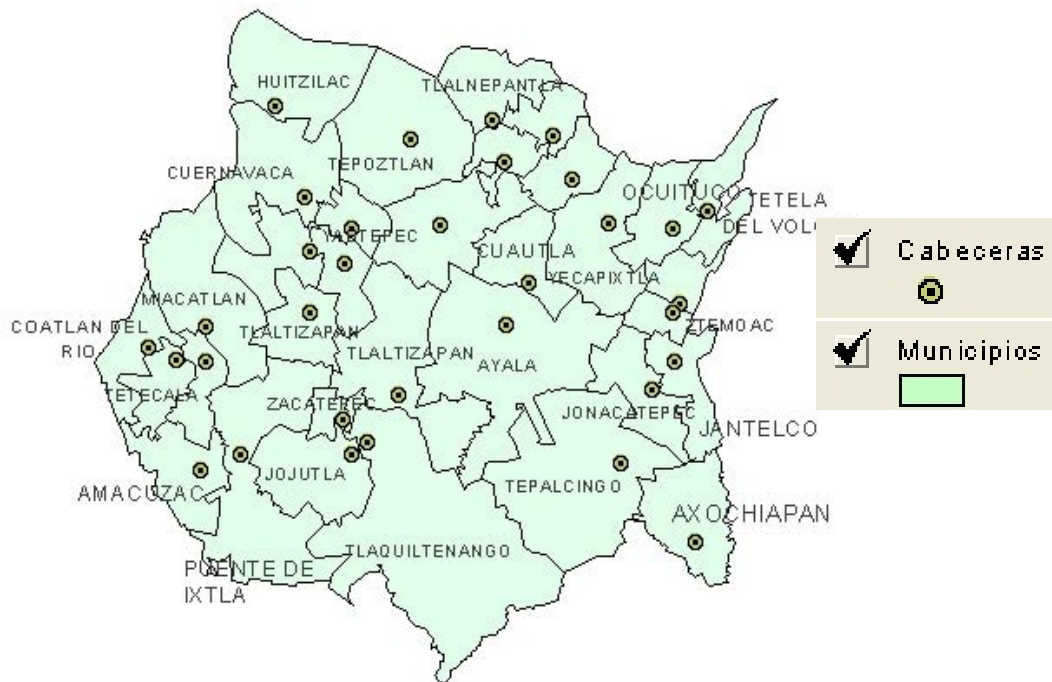 HUITZILAC
TLALNEPANTLA
TEPOZTLAN
CUERNAVACA
OCUITUCO
TETELA
DEL VOLC
YAUTEPEC
CUAUTLA
YECAPIXTLA
Cabeceras
MIACATLAN
COATLAN DEL
RIO
TLALTIZAPAN
ZTEMOAC
TLALTIZAPAN
AYALA
Municipios
TETECALA
ZACATEPEC
JONACATEPEC
JANTELCO
JOJUTLA
TEPALCINGO
AMACUZAC
AXOCHIAPAN
TLAQUILTENANGO
PUENTE DE
IXTLA